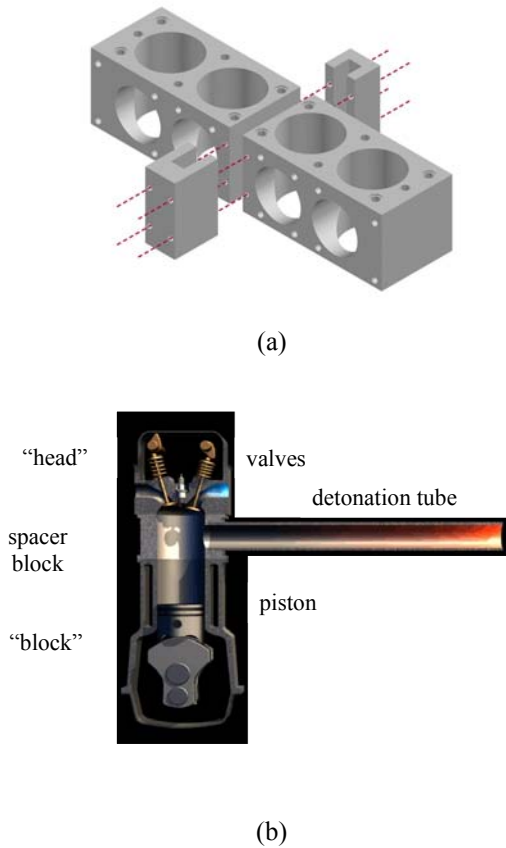 (a)
“head”
valves
detonation tube
spacer
block
piston
“block”
(b)